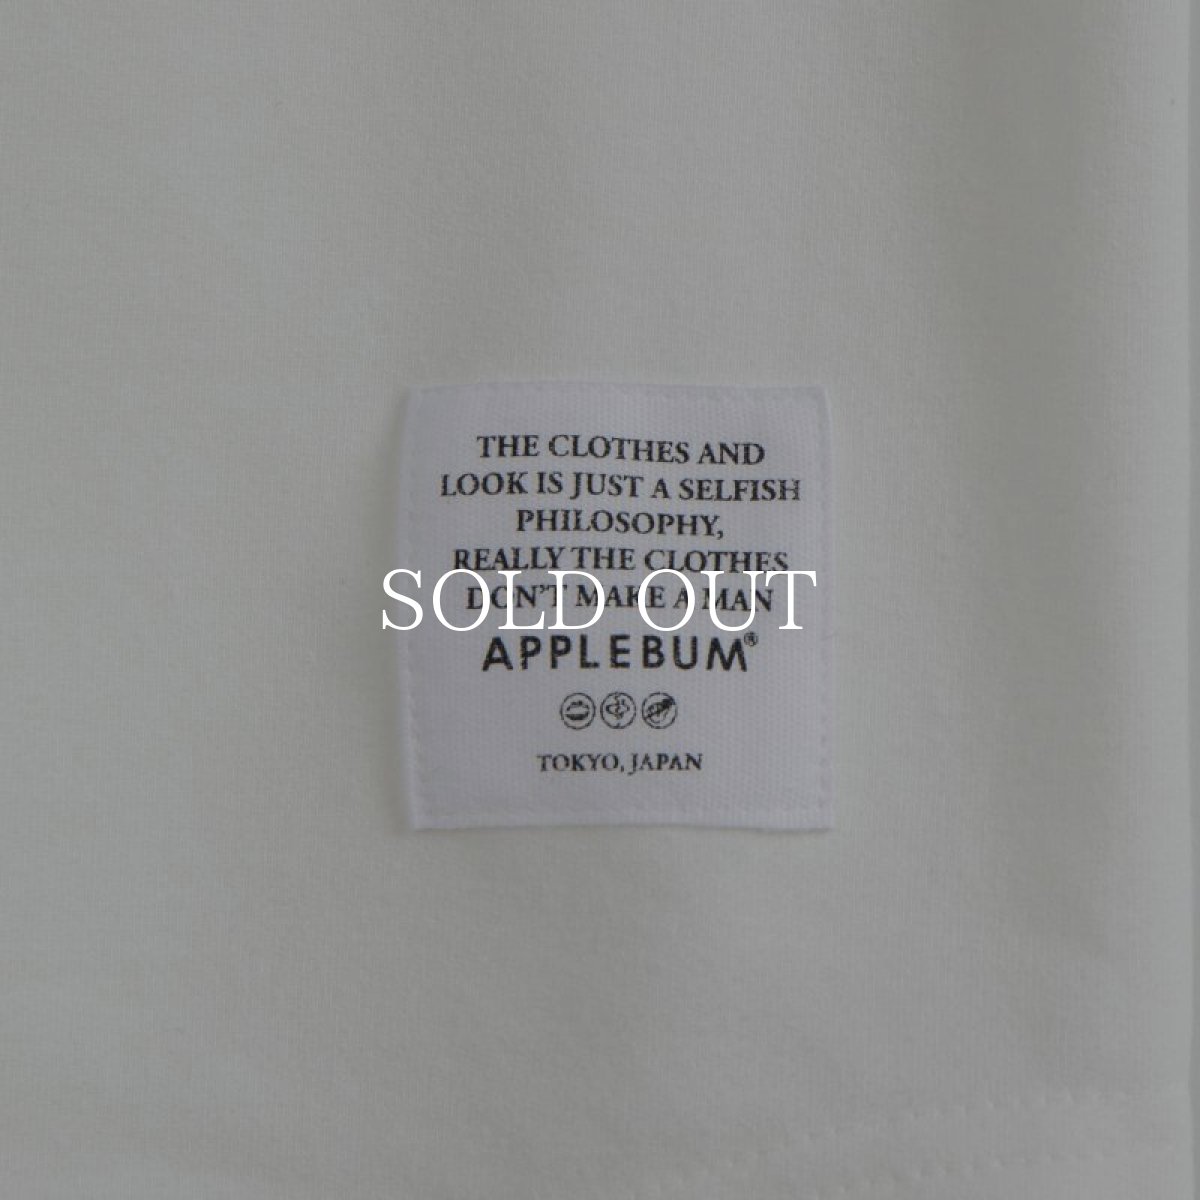 THE CLOTHES AND
LOOK IS JUST A SELFISH
PHILOSOPHY,
REALLY THE CLOTHES
DON'T MAKE A MAN
SOLD OUT
APPLEBUM®
TOKYO, JAPAN